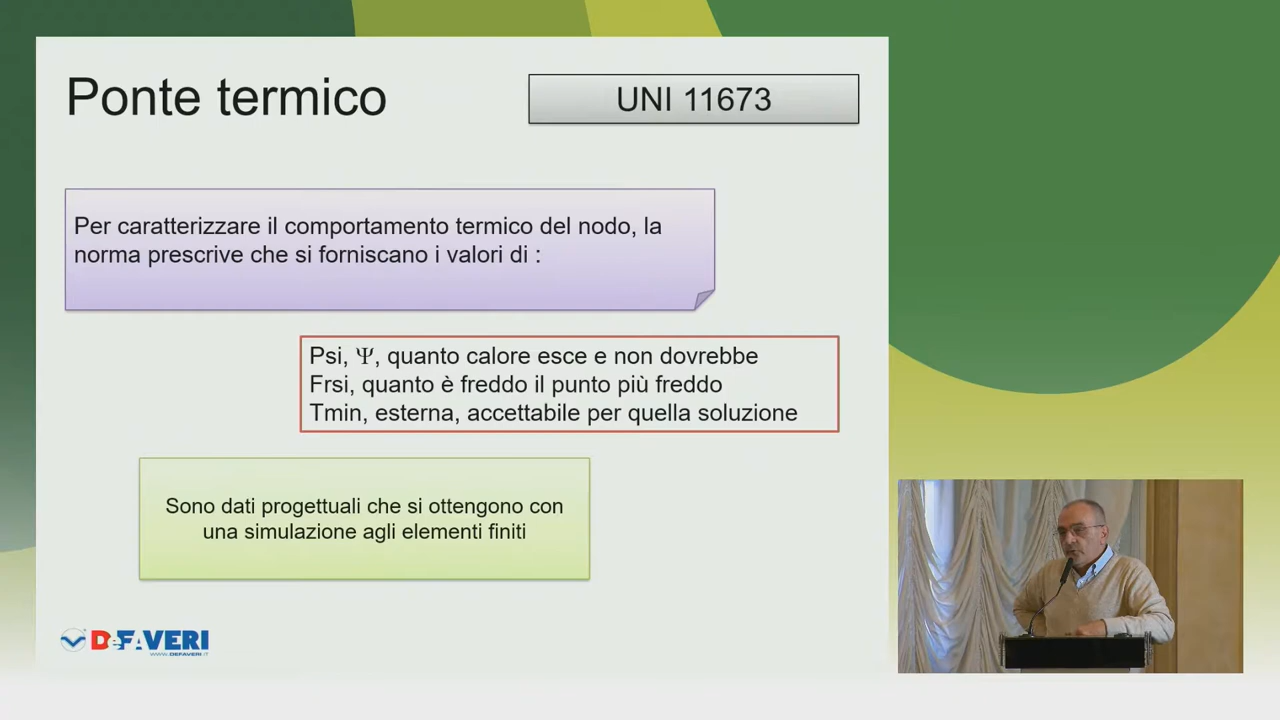 Ponte termico
UNI 11673
Per caratterizzare il comportamento termico del nodo, la
norma prescrive che si forniscano i valori di :
Psi, Ψ, quanto calore esce e non dovrebbe
Frsi, quanto è freddo il punto più freddo
Tmin, esterna, accettabile per quella soluzione
Sono dati progettuali che si ottengono con
una simulazione agli elementi finiti
DeFAVERI
WWW.DEFAVERI.IT